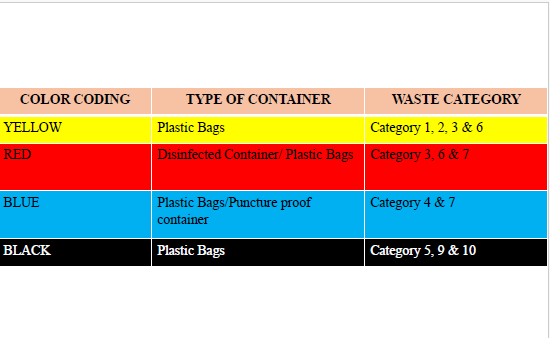 COLOR CODING TYPE OF CONTAINER WASTE CATEGORY
YELLOW Plastic Bags Category 1, 2, 3 & 6
RED Disinfected Container/ Plastic Bags Category 3, 6 & 7
BLUE Plastic Bags/Puncture proof container Category 4 & 7
BLACK Plastic Bags Category 5, 9 & 10